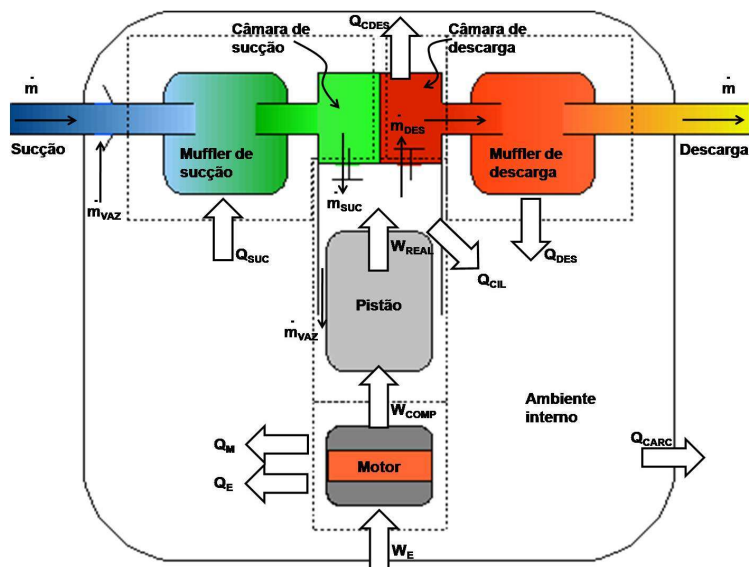 Câmara de
sucção
Q_CDES
Câmara de
descarga
ṁ
ṁ
ṁ_DES
Sucção
Muffler de
sucção
Muffler de
descarga
Descarga
ṁ_VAZ
ṁ_SUC
Q_SUC
W_REAL
Q_CIL
Q_DES
Pistão
ṁ_VAZ
W_COMP
Ambiente
interno
Q_M
Q_CARC
Motor
Q_E
W_E